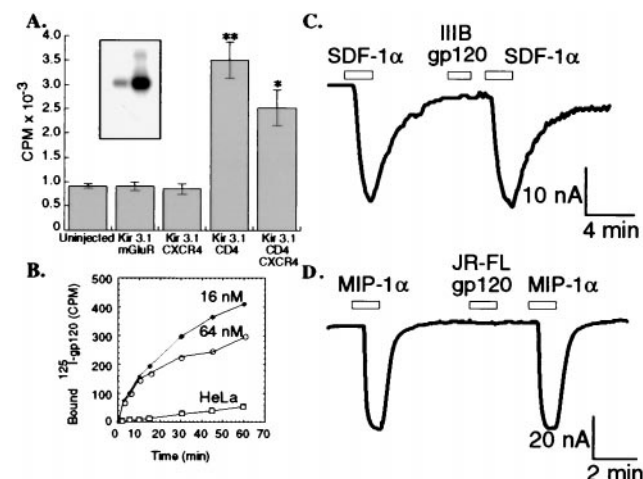 A.
CPM x 10⁻³
4.0
3.5
3.0
2.5
2.0
1.5
1.0
0.5
0
**
*
Uninjected
Kir 3.1
mGluR
Kir 3.1
CXCR4
Kir 3.1
CD4
Kir 3.1
CD4
CXCR4
B.
Bound ¹²⁵I-gp120 (CPM)
500
400
300
200
100
0
16 nM
64 nM
HeLa
0 10 20 30 40 50 60 70
Time (min)
C.
SDF-1α
IIIB
gp120
SDF-1α
10 nA
4 min
D.
MIP-1α
JR-FL
gp120
MIP-1α
20 nA
2 min